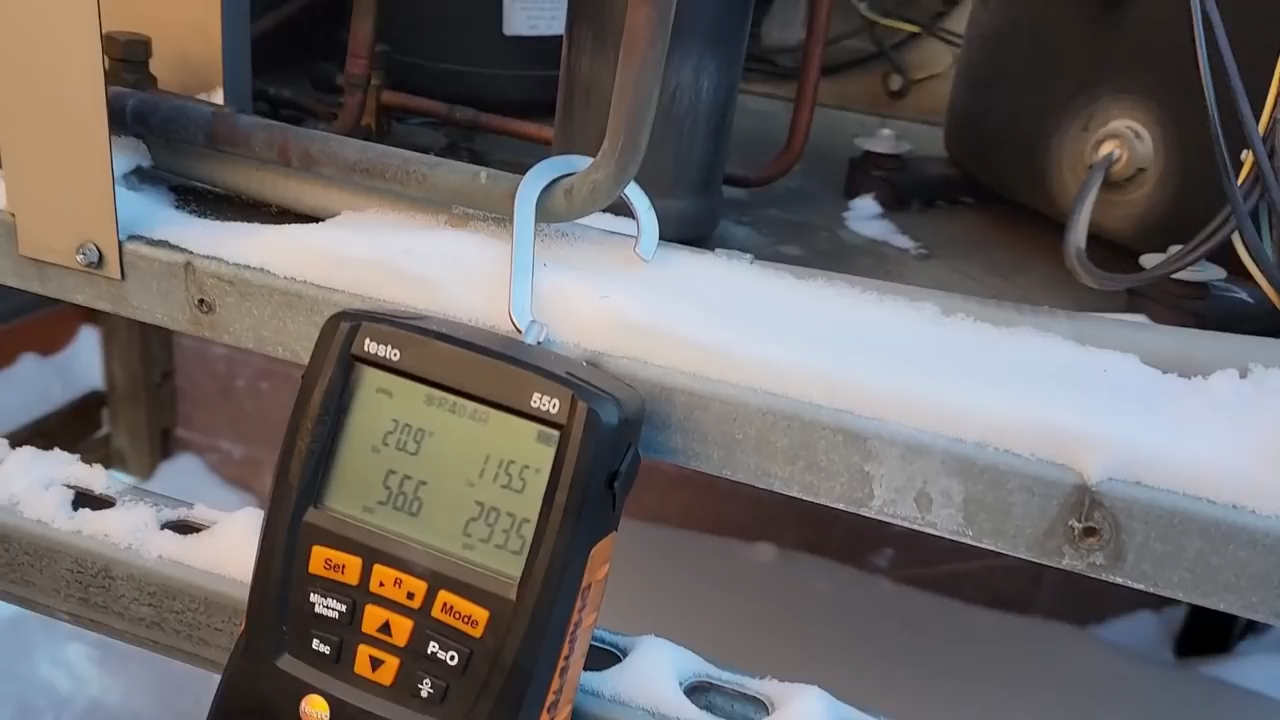 testo
550
R404A
20.9°
115.5°
56.6
293.5
Set
R
Mode
Min/Max
Mean
Esc
P=0
testo